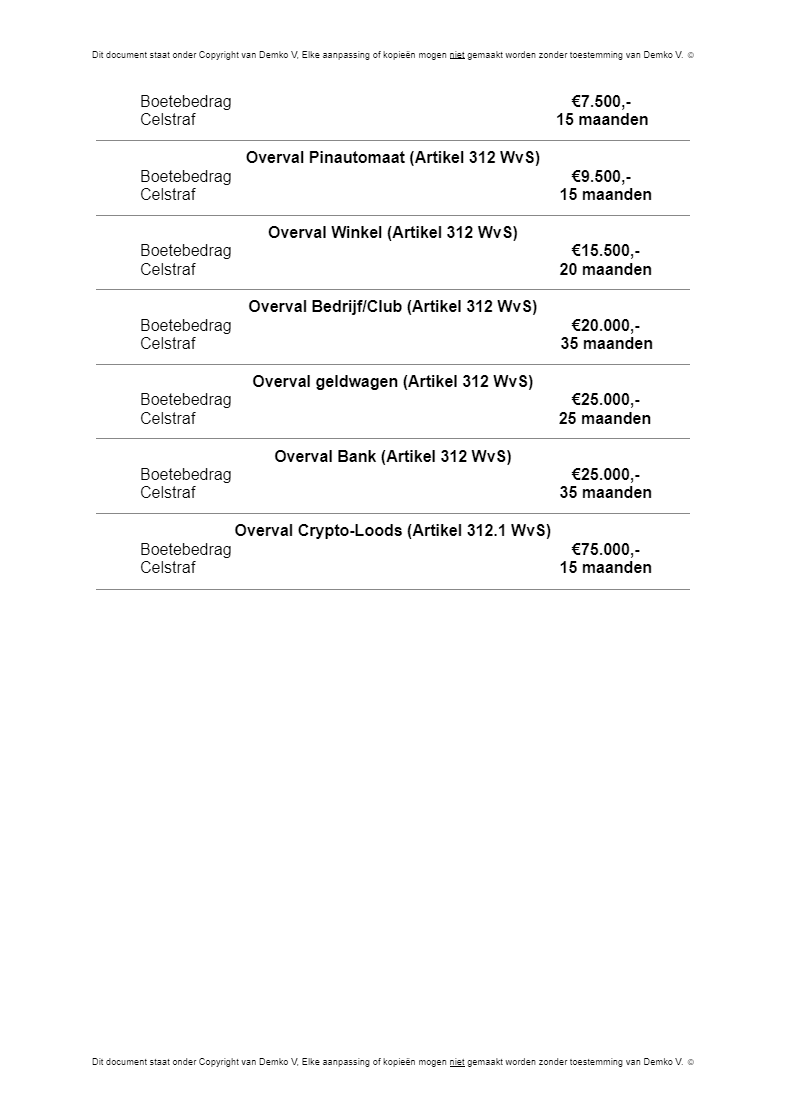 Dit document staat onder Copyright van Demko V, Elke aanpassing of kopieën mogen niet gemaakt worden zonder toestemming van Demko V. ©
Boetebedrag €7.500,-
Celstraf 15 maanden
Overval Pinautomaat (Artikel 312 WvS)
Boetebedrag €9.500,-
Celstraf 15 maanden
Overval Winkel (Artikel 312 WvS)
Boetebedrag €15.500,-
Celstraf 20 maanden
Overval Bedrijf/Club (Artikel 312 WvS)
Boetebedrag €20.000,-
Celstraf 35 maanden
Overval geldwagen (Artikel 312 WvS)
Boetebedrag €25.000,-
Celstraf 25 maanden
Overval Bank (Artikel 312 WvS)
Boetebedrag €25.000,-
Celstraf 35 maanden
Overval Crypto-Loods (Artikel 312.1 WvS)
Boetebedrag €75.000,-
Celstraf 15 maanden
Dit document staat onder Copyright van Demko V, Elke aanpassing of kopieën mogen niet gemaakt worden zonder toestemming van Demko V. ©